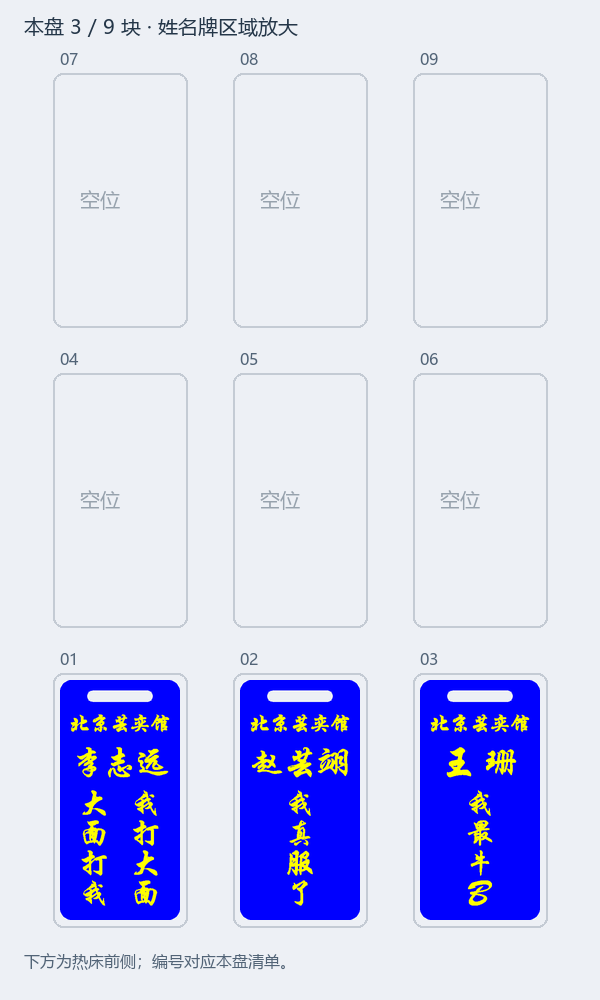 本盘 3 / 9 块 · 姓名牌区域放大
07
08
09
空位
空位
空位
04
05
06
空位
空位
空位
01
02
03
北京芸奕馆
李志远
我打大面
大面打我
北京芸奕馆
赵芸翊
我真服了
北京芸奕馆
王珊
我最牛B
下方为热床前侧；编号对应本盘清单。